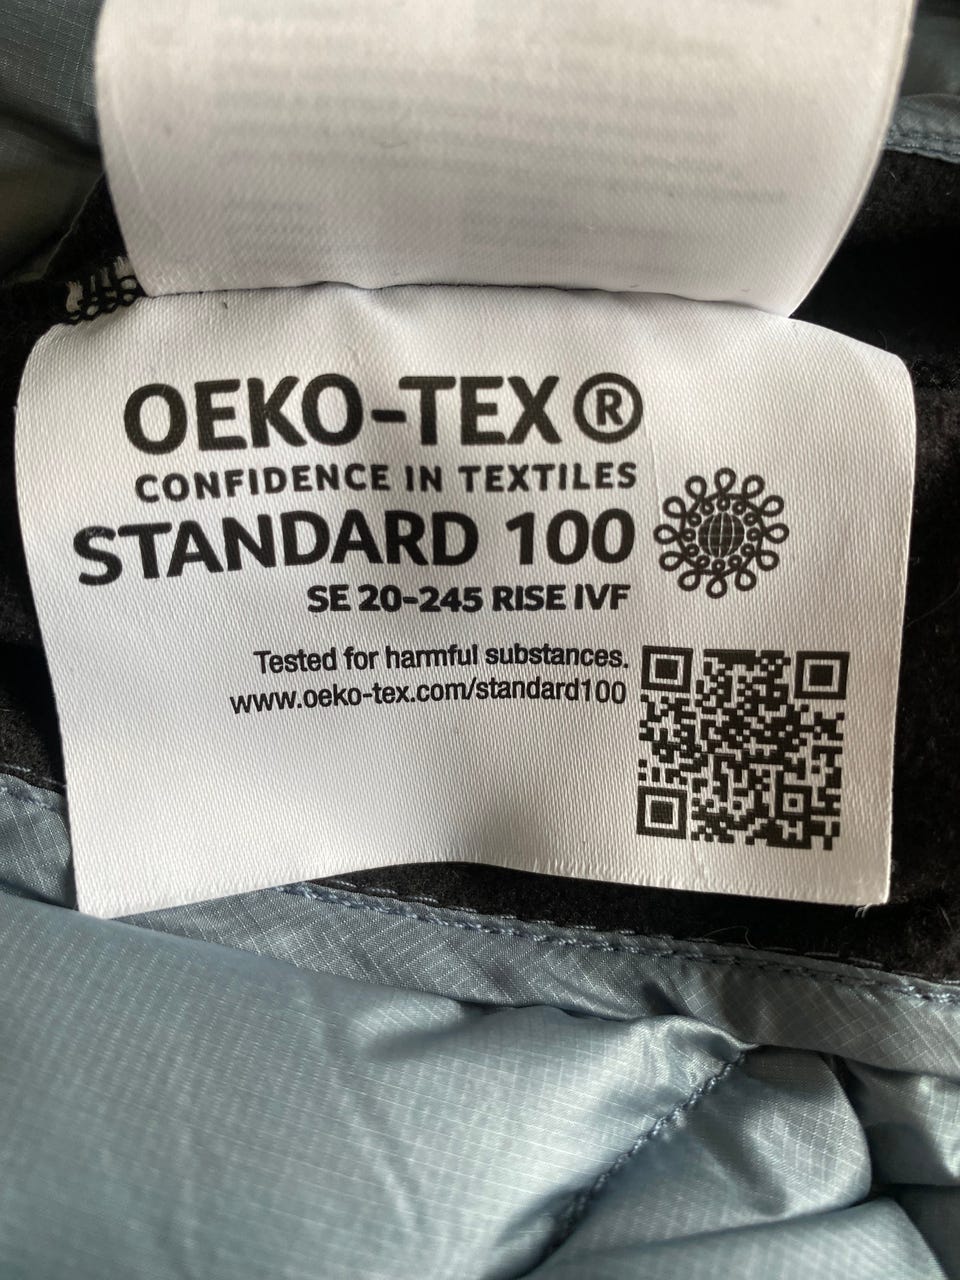 OEKO-TEX®
CONFIDENCE IN TEXTILES
STANDARD 100
SE 20-245 RISE IVF
Tested for harmful substances.
www.oeko-tex.com/standard100